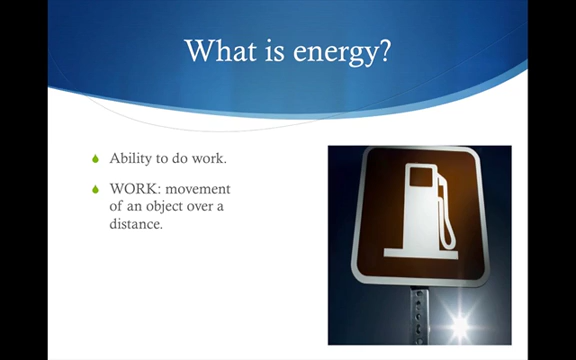 What is energy?
Ability to do work.
WORK: movement
of an object over a
distance.